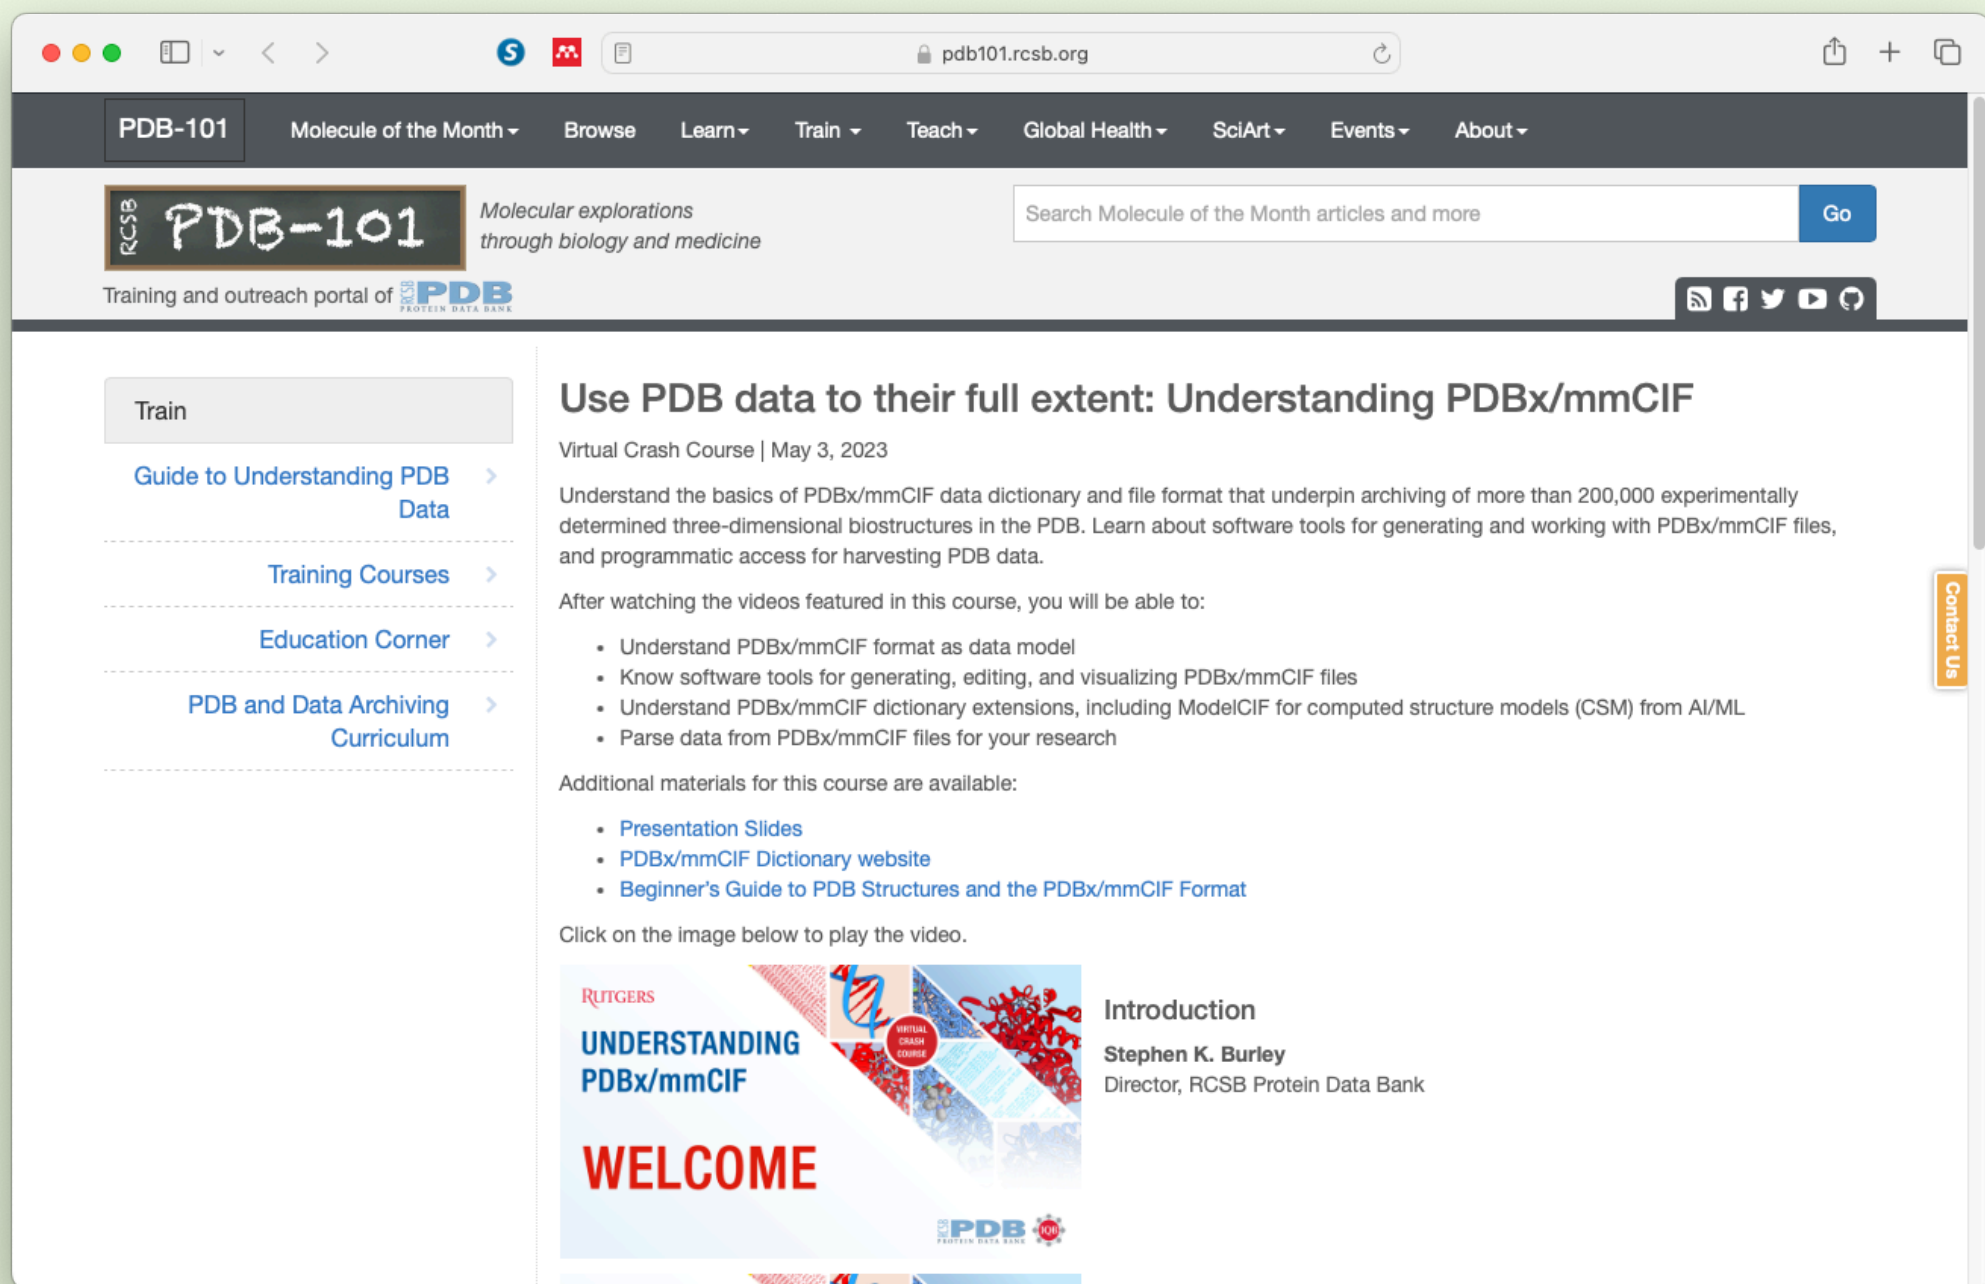 pdb101.rcsb.org
PDB-101 Molecule of the Month Browse Learn Train Teach Global Health SciArt Events About
RCSB PDB-101
Molecular explorations
through biology and medicine
Search Molecule of the Month articles and more Go
Training and outreach portal of RCSB PDB
PROTEIN DATA BANK
Train
Guide to Understanding PDB
Data
Training Courses
Education Corner
PDB and Data Archiving
Curriculum
Use PDB data to their full extent: Understanding PDBx/mmCIF
Virtual Crash Course | May 3, 2023
Understand the basics of PDBx/mmCIF data dictionary and file format that underpin archiving of more than 200,000 experimentally
determined three-dimensional biostructures in the PDB. Learn about software tools for generating and working with PDBx/mmCIF files,
and programmatic access for harvesting PDB data.
After watching the videos featured in this course, you will be able to:
• Understand PDBx/mmCIF format as data model
• Know software tools for generating, editing, and visualizing PDBx/mmCIF files
• Understand PDBx/mmCIF dictionary extensions, including ModelCIF for computed structure models (CSM) from AI/ML
• Parse data from PDBx/mmCIF files for your research
Additional materials for this course are available:
• Presentation Slides
• PDBx/mmCIF Dictionary website
• Beginner's Guide to PDB Structures and the PDBx/mmCIF Format
Click on the image below to play the video.
RUTGERS
UNDERSTANDING
PDBx/mmCIF
VIRTUAL
CRASH
COURSE
WELCOME
RCSB PDB
PROTEIN DATA BANK
IQB
Introduction
Stephen K. Burley
Director, RCSB Protein Data Bank
Contact Us